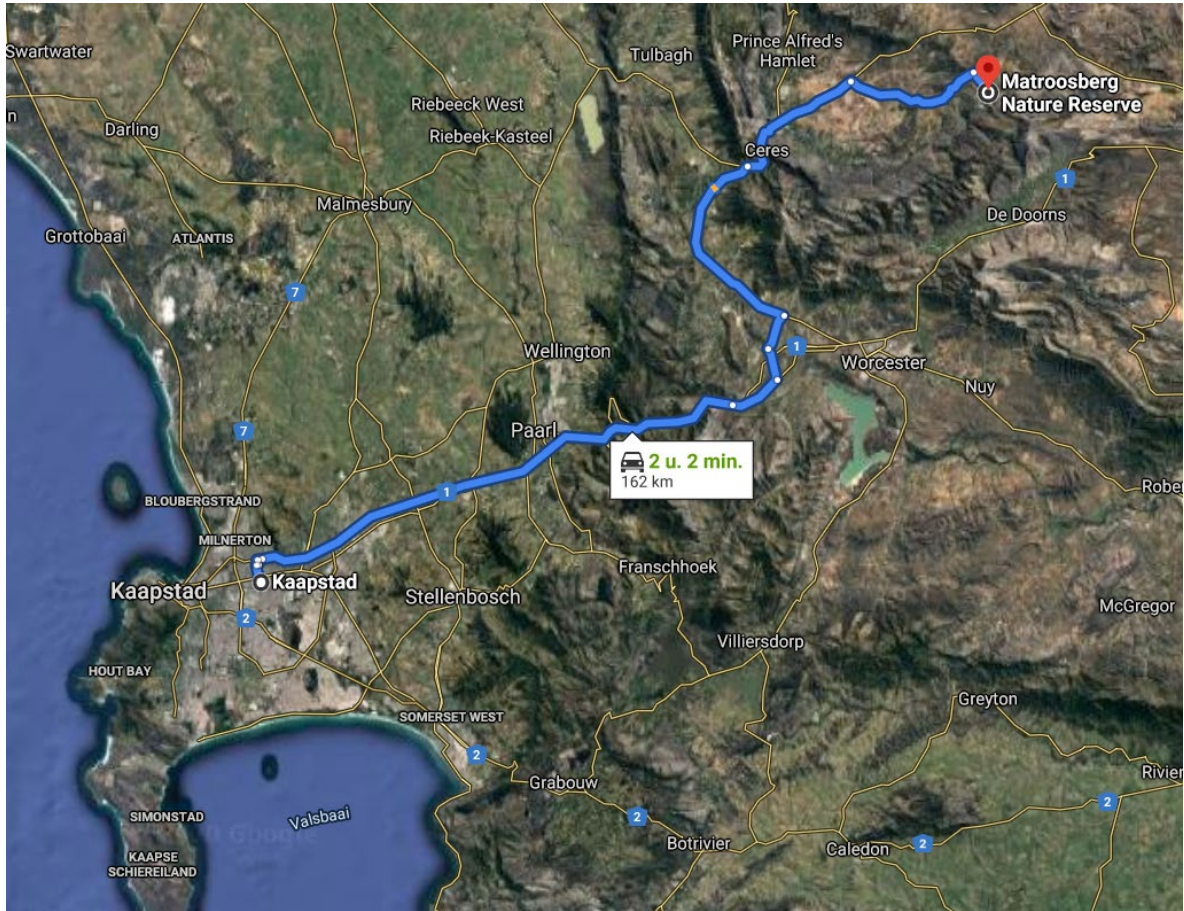 Swartwater
Tulbagh
Prince Alfred's
Hamlet
Matroosberg
Nature Reserve
n
Darling
Riebeeck West
Riebeek-Kasteel
Ceres
1
Malmesbury
De Doorns
Grottobaai
ATLANTIS
7
Wellington
1
Worcester
Nuy
7
Paarl
2 u. 2 min.
162 km
1
Rober
BLOUBERGSTRAND
MILNERTON
Kaapstad
Kaapstad
Franschhoek
Stellenbosch
McGregor
2
Villiersdorp
HOUT BAY
Greyton
SOMERSET WEST
2
Grabouw
Rivier
SIMONSTAD
Valsbaai
2
2
KAAPSE
SCHIEREILAND
Botrivier
Caledon
2